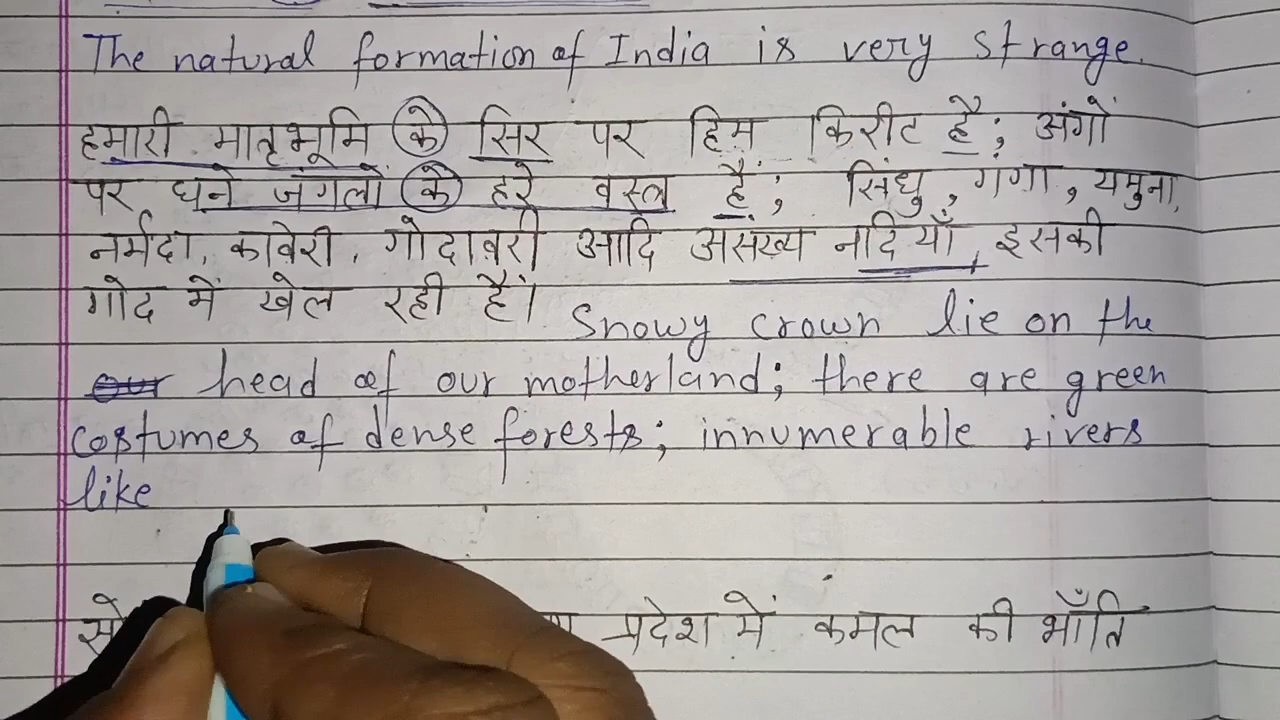 The natural formation of India is very strange.
हमारी मातृभूमि के सिर पर हिम किरीट है; अंगों
पर घने जंगलों के हरे वस्त्र हैं; सिंधु, गंगा, यमुना,
नर्मदा, कावेरी, गोदावरी आदि असंख्य नदियाँ इसकी
गोद में खेल रही हैं।
Snowy crown lie on the
our head of our motherland; there are green
costumes of dense forests; innumerable rivers
like
प्रदेश में कमल की भाँति